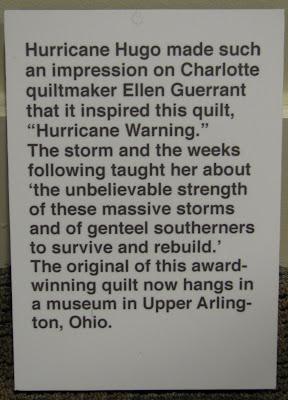 Hurricane Hugo made such
an impression on Charlotte
quiltmaker Ellen Guerrant
that it inspired this quilt,
“Hurricane Warning.”
The storm and the weeks
following taught her about
‘the unbelievable strength
of these massive storms
and of genteel southerners
to survive and rebuild.’
The original of this award-
winning quilt now hangs in
a museum in Upper Arling-
ton, Ohio.